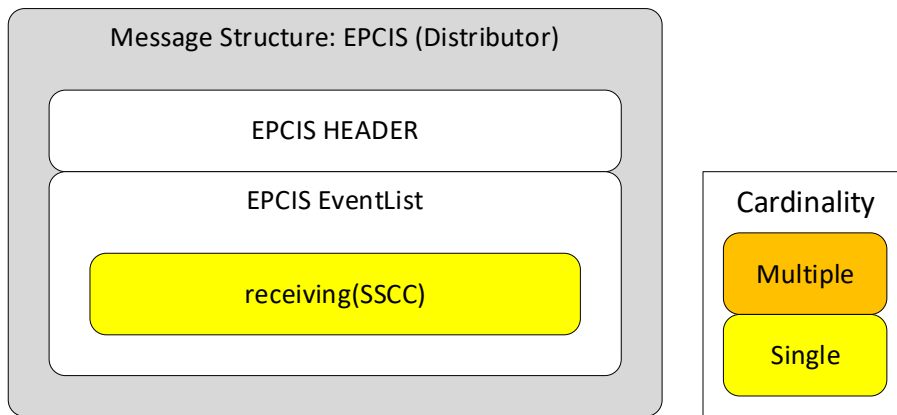 Message Structure: EPCIS (Distributor)
EPCIS HEADER
EPCIS EventList
receiving(SSCC)
Cardinality
Multiple
Single